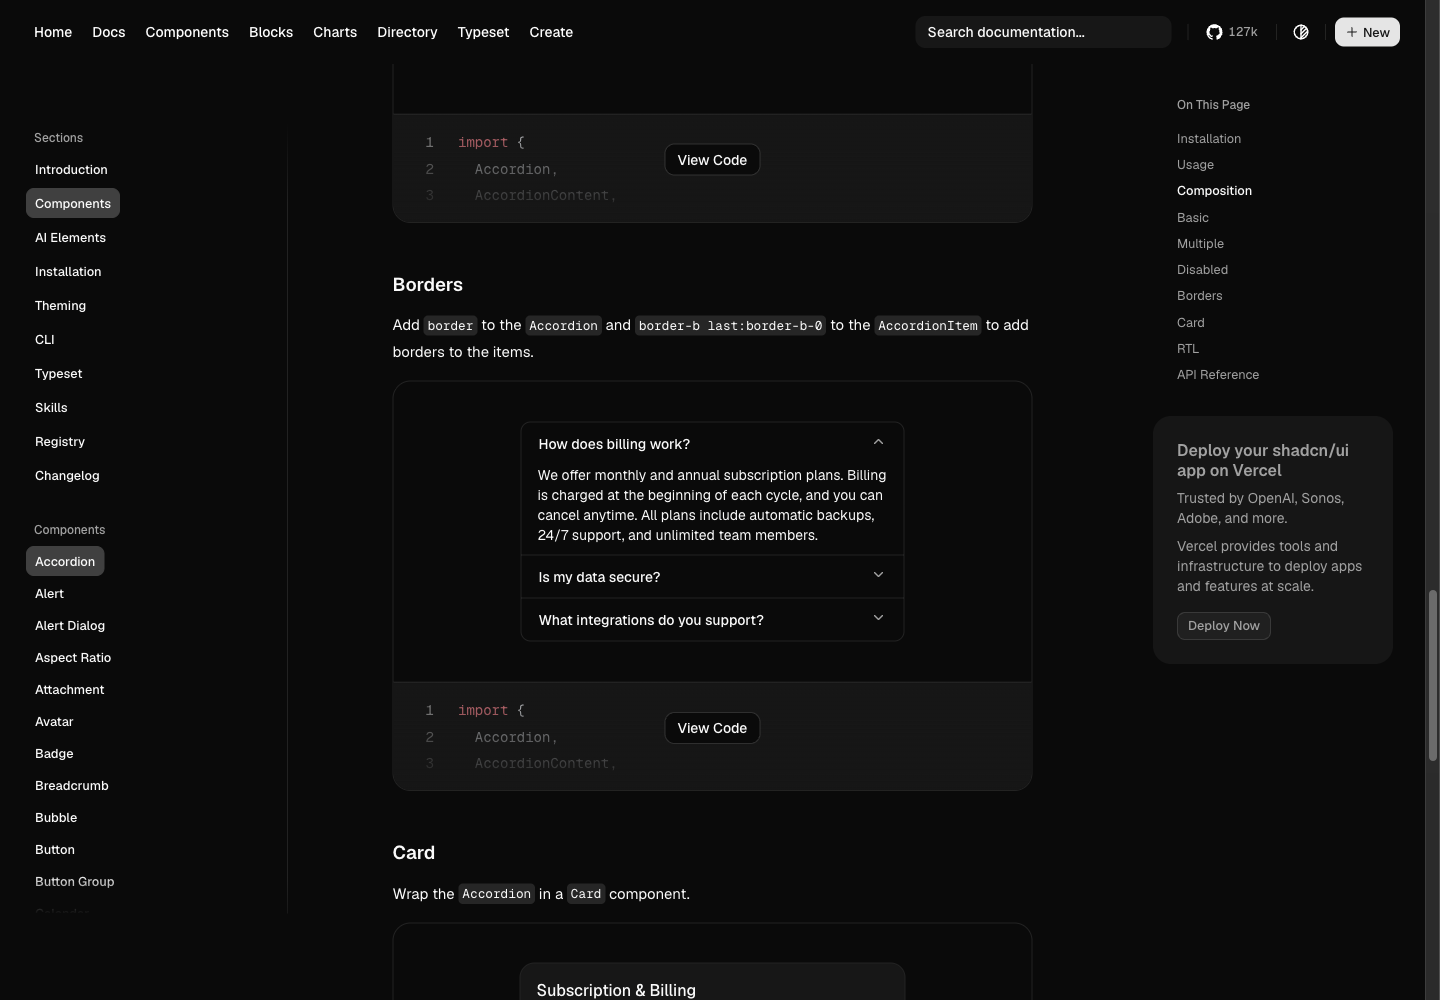 Home Docs Components Blocks Charts Directory Typeset Create
Search documentation...
127k
New
Sections
Introduction
Components
AI Elements
Installation
Theming
CLI
Typeset
Skills
Registry
Changelog
Components
Accordion
Alert
Alert Dialog
Aspect Ratio
Attachment
Avatar
Badge
Breadcrumb
Bubble
Button
Button Group
1 import {
2 Accordion,
3 AccordionContent,
View Code
Borders
Add border to the Accordion and border-b last:border-b-0 to the AccordionItem to add
borders to the items.
How does billing work?
We offer monthly and annual subscription plans. Billing
is charged at the beginning of each cycle, and you can
cancel anytime. All plans include automatic backups,
24/7 support, and unlimited team members.
Is my data secure?
What integrations do you support?
1 import {
2 Accordion,
3 AccordionContent,
View Code
Card
Wrap the Accordion in a Card component.
Subscription & Billing
On This Page
Installation
Usage
Composition
Basic
Multiple
Disabled
Borders
Card
RTL
API Reference
Deploy your shadcn/ui
app on Vercel
Trusted by OpenAI, Sonos,
Adobe, and more.
Vercel provides tools and
infrastructure to deploy apps
and features at scale.
Deploy Now